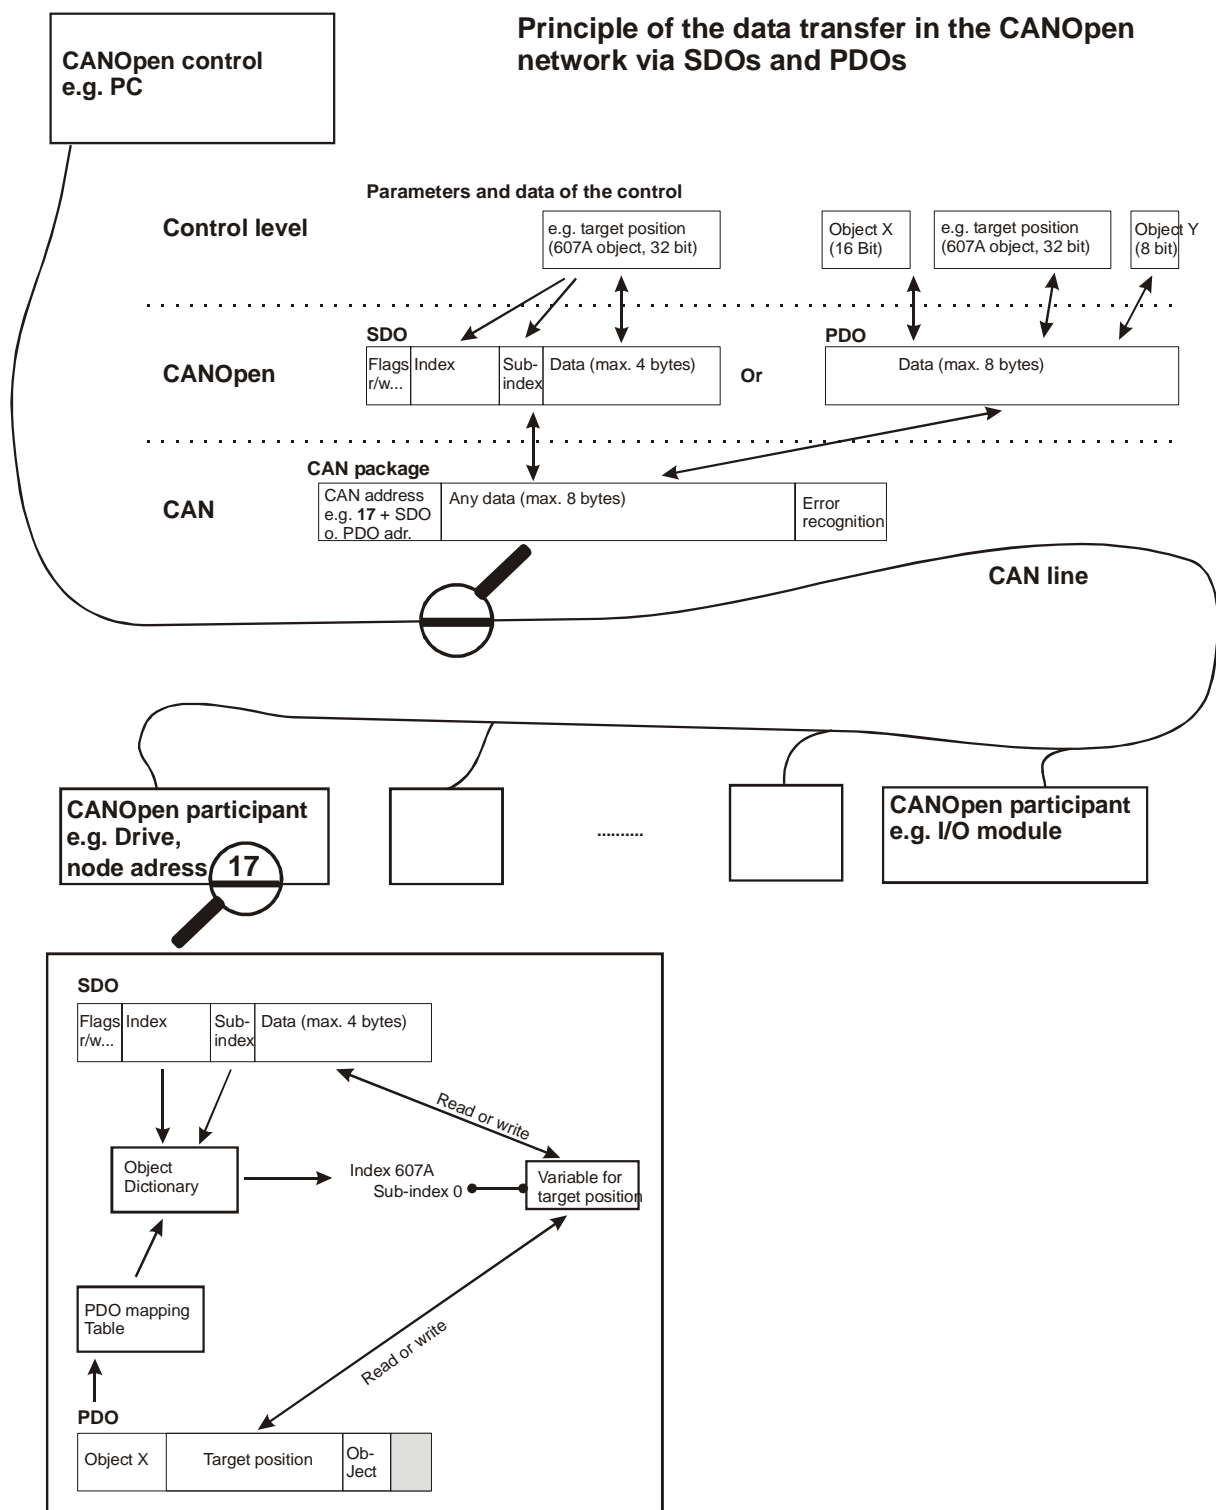 Principle of the data transfer in the CANOpen
network via SDOs and PDOs
CANOpen control
e.g. PC
Parameters and data of the control
Control level
e.g. target position
(607A object, 32 bit)
Object X
(16 Bit)
e.g. target position
(607A object, 32 bit)
Object Y
(8 bit)
SDO
PDO
CANOpen
Flags
r/w...
Index
Sub-
index
Data (max. 4 bytes)
Or
Data (max. 8 bytes)
CAN package
CAN
CAN address
e.g. 17 + SDO
o. PDO adr.
Any data (max. 8 bytes)
Error
recognition
CAN line
CANOpen participant
e.g. Drive,
node adress 17
..........
CANOpen participant
e.g. I/O module
SDO
Flags
r/w...
Index
Sub-
index
Data (max. 4 bytes)
Read or write
Object
Dictionary
Index 607A
Sub-index 0
Variable for
target position
PDO mapping
Table
Read or write
PDO
Object X
Target position
Ob-
Ject